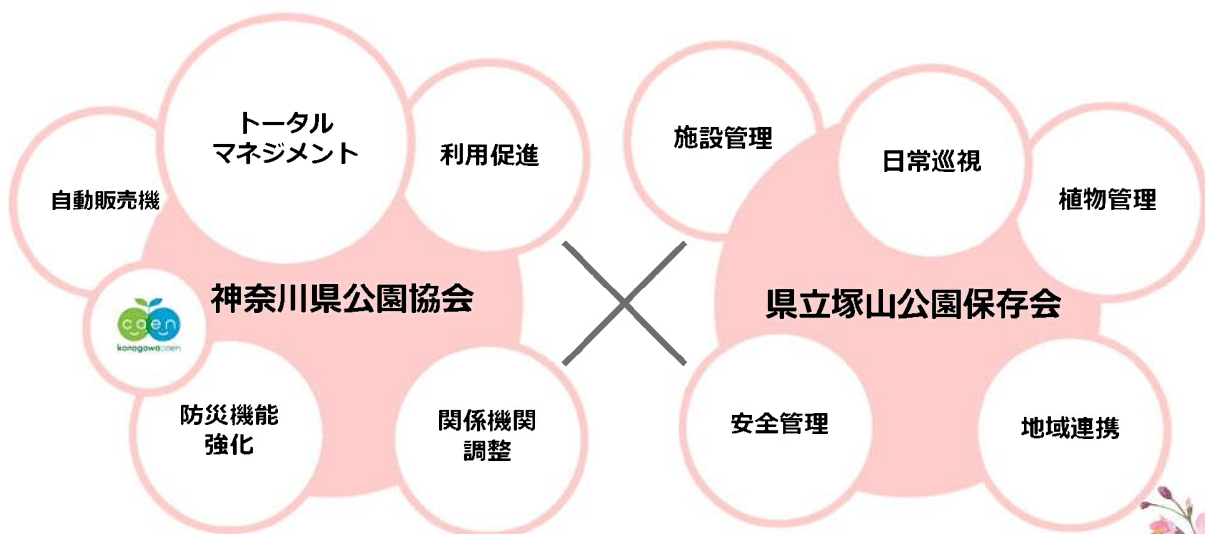 トータル
マネジメント
利用促進
自動販売機
神奈川県公園協会
coen
kanagawacoen
防災機能
強化
関係機関
調整
施設管理
日常巡視
植物管理
県立塚山公園保存会
安全管理
地域連携